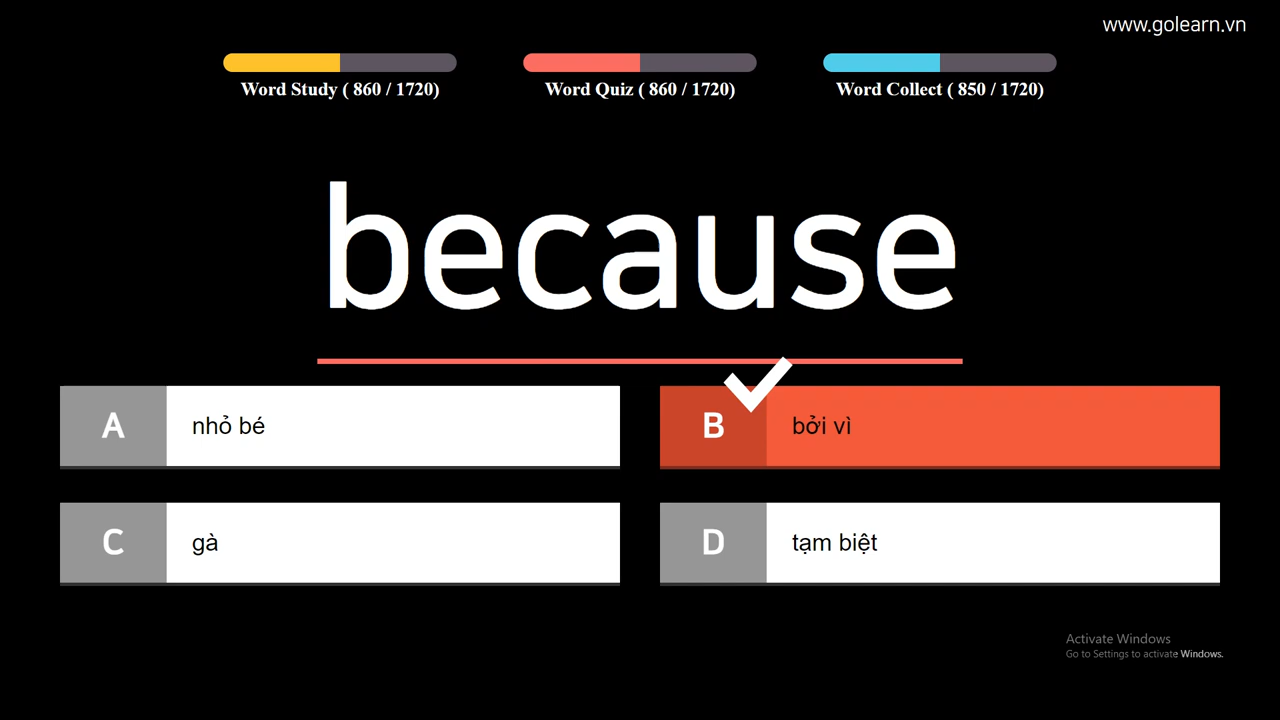 www.golearn.vn
Word Study ( 860 / 1720)
Word Quiz ( 860 / 1720)
Word Collect ( 850 / 1720)
because
A nhỏ bé
B bởi vì
C gà
D tạm biệt
Activate Windows
Go to Settings to activate Windows.